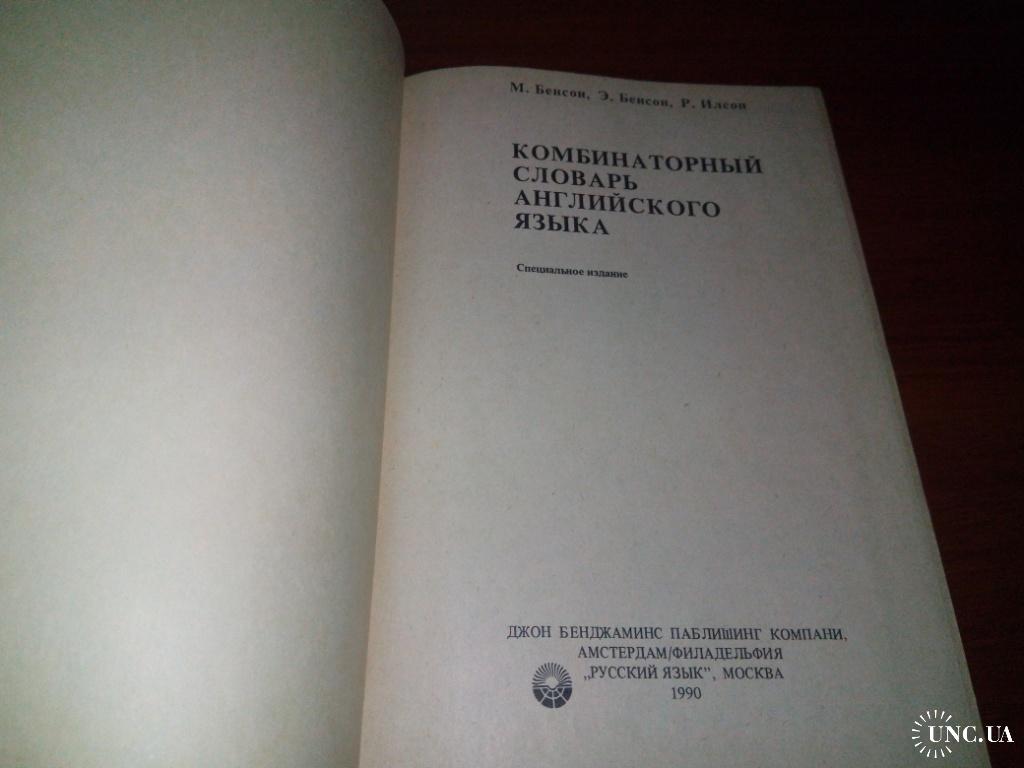 М. Бенсон, Э. Бенсон, Р. Илсон
КОМБИНАТОРНЫЙ
СЛОВАРЬ
АНГЛИЙСКОГО
ЯЗЫКА
Специальное издание
ДЖОН БЕНДЖАМИНС ПАБЛИШИНГ КОМПАНИ,
АМСТЕРДАМ/ФИЛАДЕЛЬФИЯ
„РУССКИЙ ЯЗЫК", МОСКВА
1990
UNC.UA